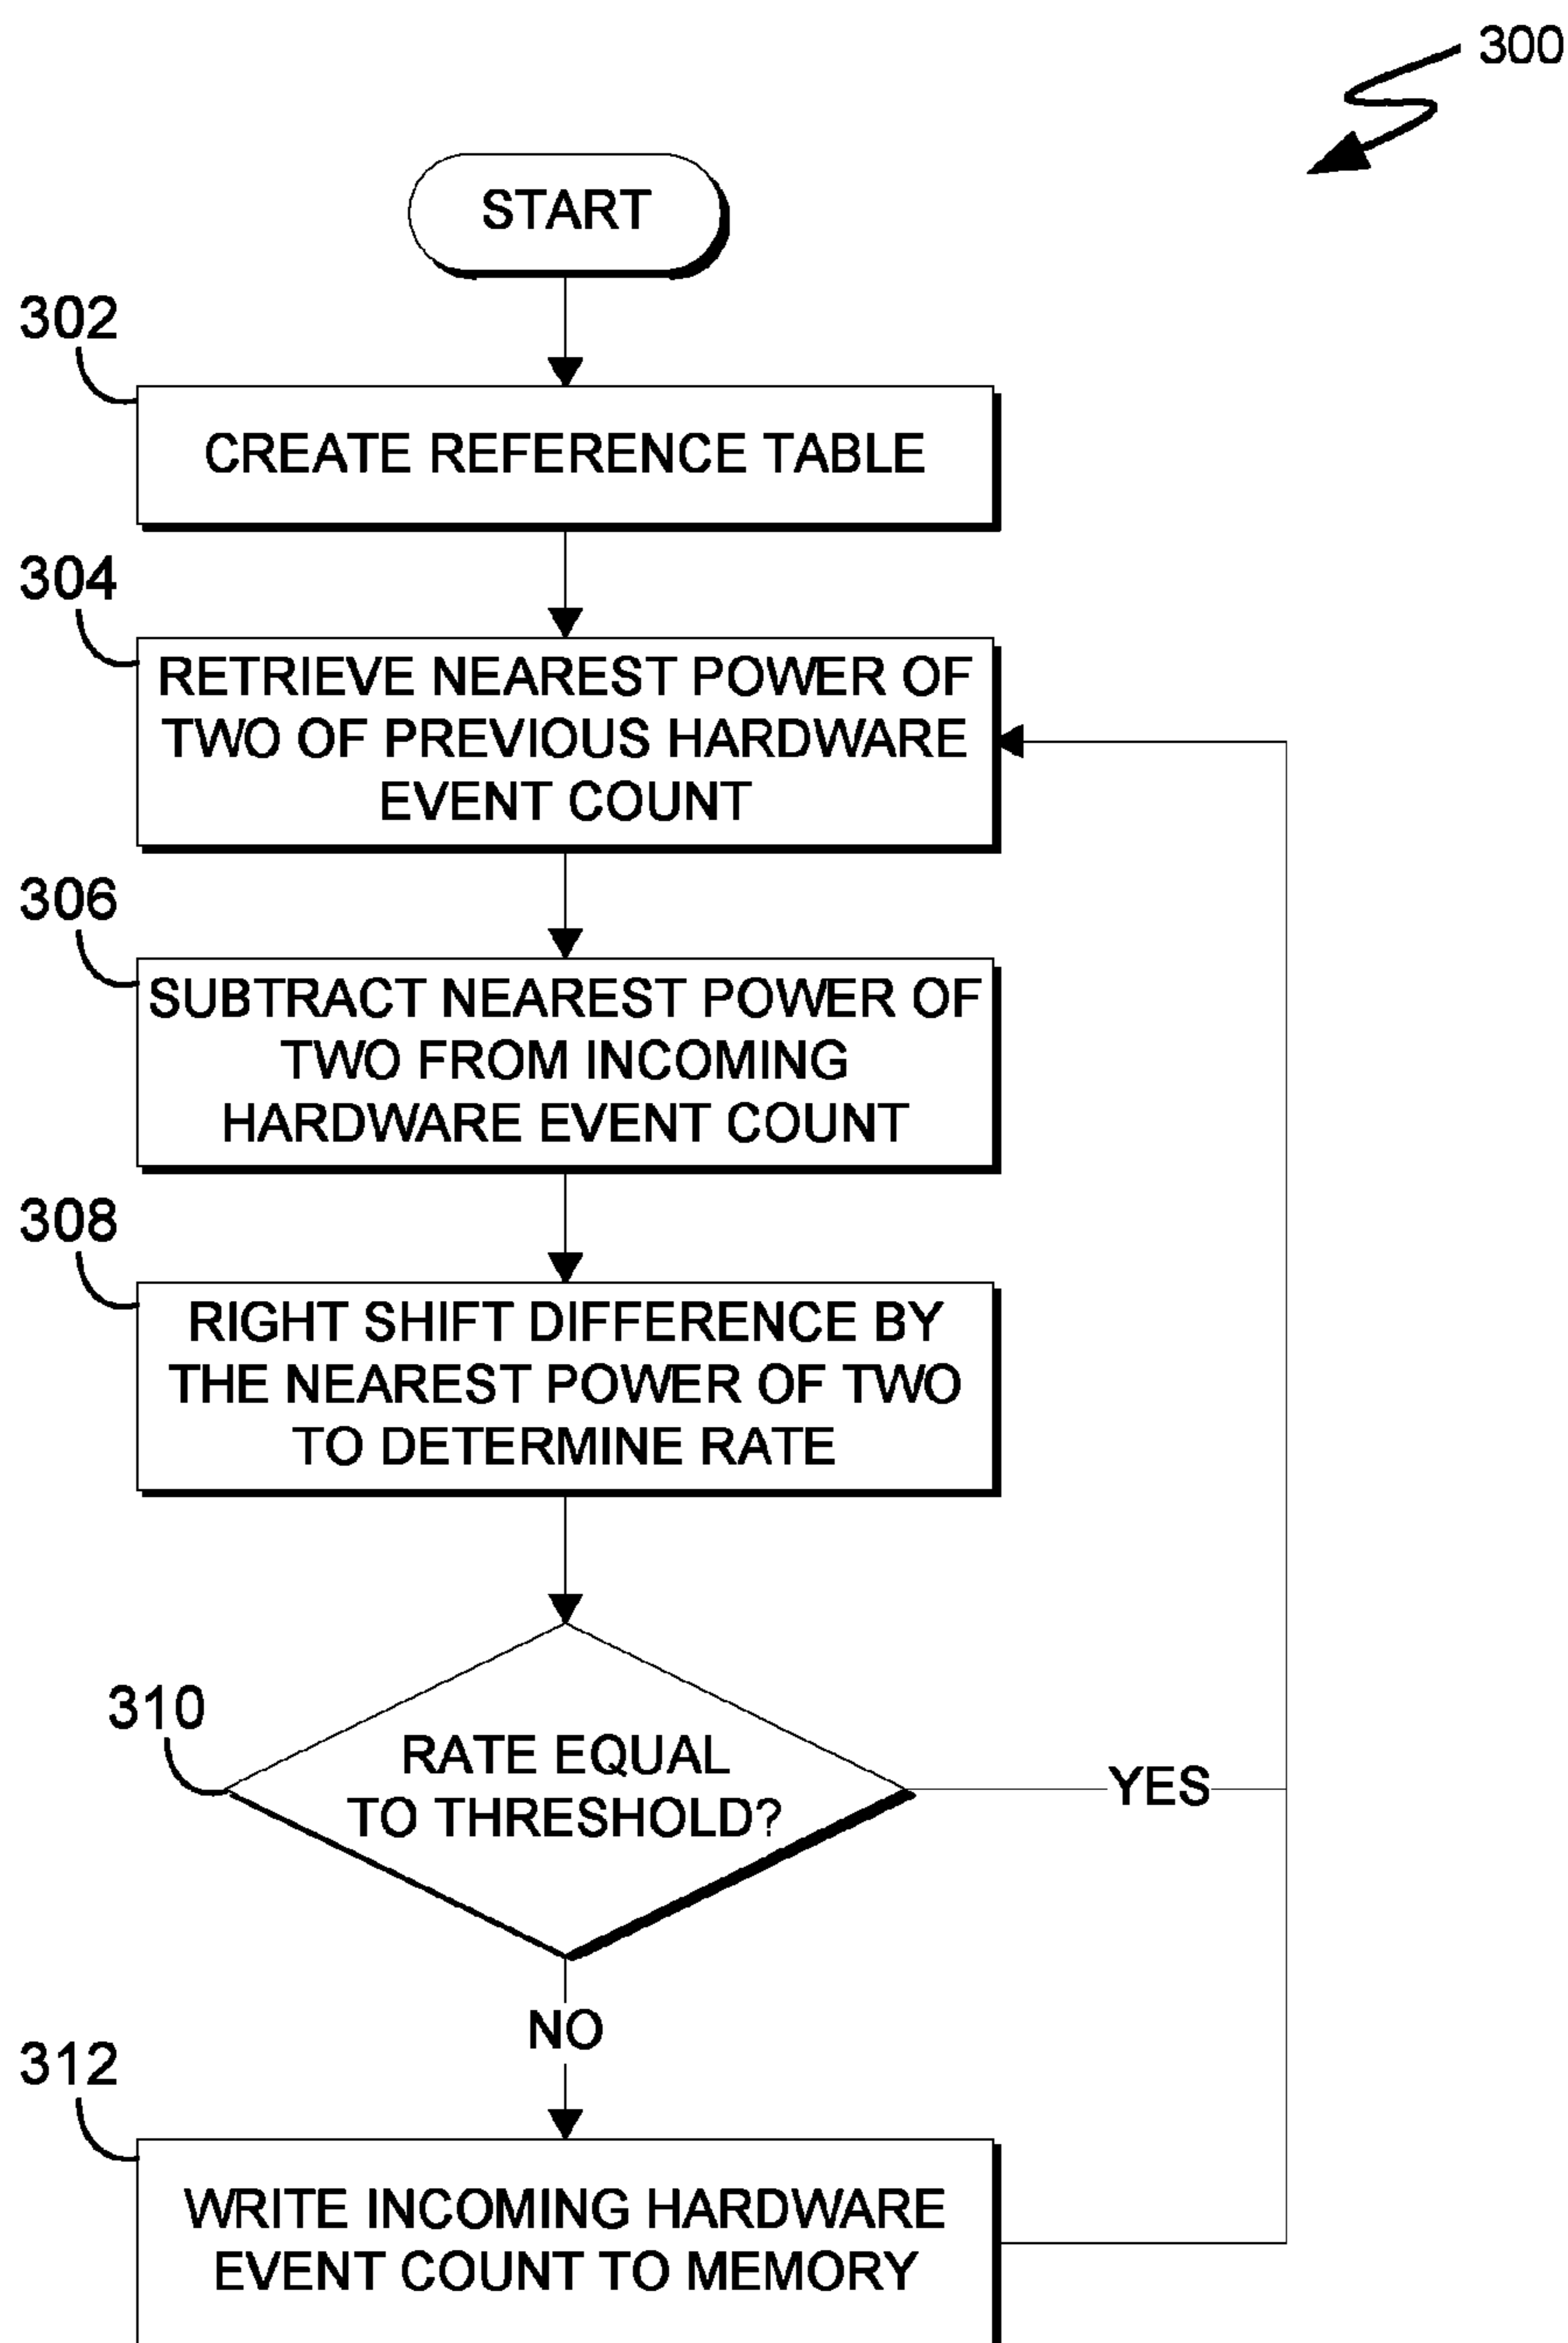 300
START
302
CREATE REFERENCE TABLE
304
RETRIEVE NEAREST POWER OF
TWO OF PREVIOUS HARDWARE
EVENT COUNT
306
SUBTRACT NEAREST POWER OF
TWO FROM INCOMING
HARDWARE EVENT COUNT
308
RIGHT SHIFT DIFFERENCE BY
THE NEAREST POWER OF TWO
TO DETERMINE RATE
310
RATE EQUAL
TO THRESHOLD?
YES
NO
312
WRITE INCOMING HARDWARE
EVENT COUNT TO MEMORY